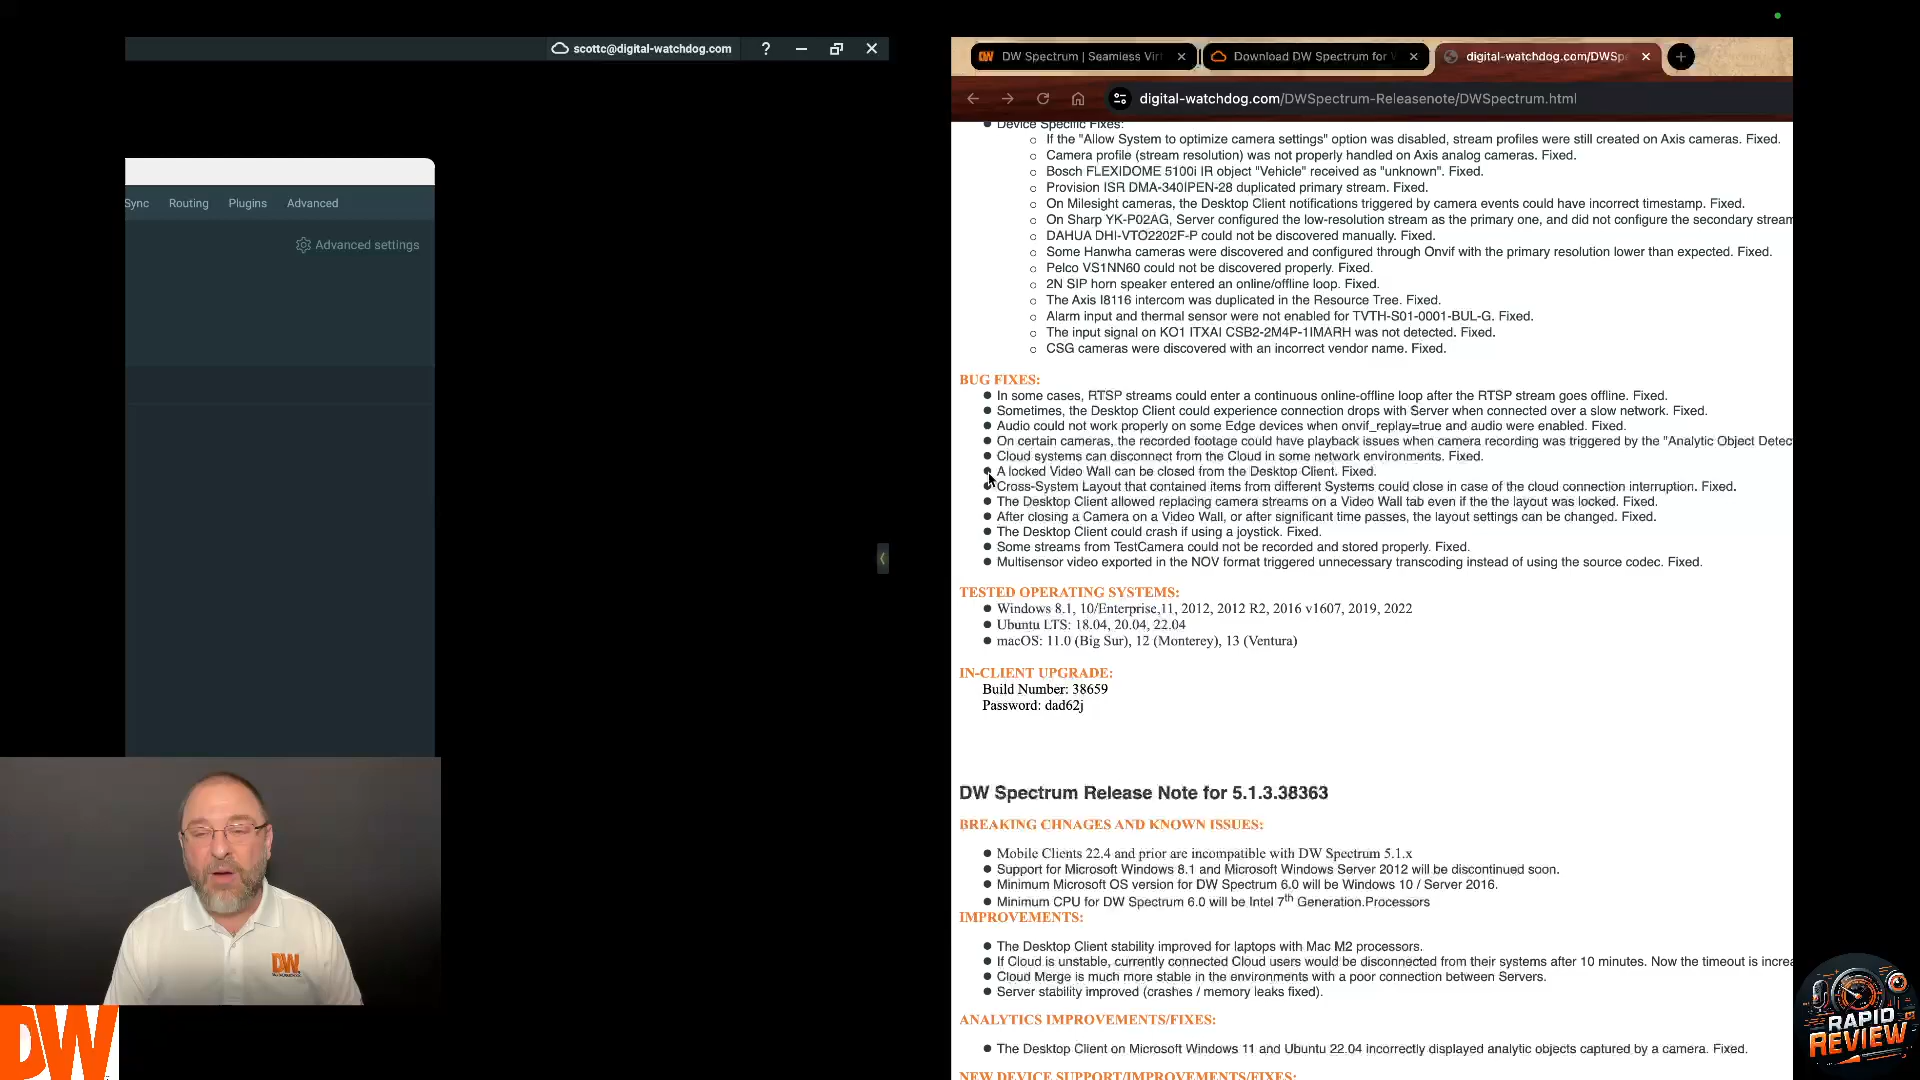 scottc@digital-watchdog.com
?
Sync Routing Plugins Advanced
Advanced settings
DW Spectrum | Seamless Vir
Download DW Spectrum for
digital-watchdog.com/DWSp
digital-watchdog.com/DWSpectrum-Releasenote/DWSpectrum.html
Device Specific Fixes:
If the "Allow System to optimize camera settings" option was disabled, stream profiles were still created on Axis cameras. Fixed.
Camera profile (stream resolution) was not properly handled on Axis analog cameras. Fixed.
Bosch FLEXIDOME 5100i IR object "Vehicle" received as "unknown". Fixed.
Provision ISR DMA-340IPEN-28 duplicated primary stream. Fixed.
On Milesight cameras, the Desktop Client notifications triggered by camera events could have incorrect timestamp. Fixed.
On Sharp YK-P02AG, Server configured the low-resolution stream as the primary one, and did not configure the secondary stream
DAHUA DHI-VTO2202F-P could not be discovered manually. Fixed.
Some Hanwha cameras were discovered and configured through Onvif with the primary resolution lower than expected. Fixed.
Pelco VS1NN60 could not be discovered properly. Fixed.
2N SIP horn speaker entered an online/offline loop. Fixed.
The Axis I8116 intercom was duplicated in the Resource Tree. Fixed.
Alarm input and thermal sensor were not enabled for TVTH-S01-0001-BUL-G. Fixed.
The input signal on KO1 ITXAI CSB2-2M4P-1IMARH was not detected. Fixed.
CSG cameras were discovered with an incorrect vendor name. Fixed.
BUG FIXES:
In some cases, RTSP streams could enter a continuous online-offline loop after the RTSP stream goes offline. Fixed.
Sometimes, the Desktop Client could experience connection drops with Server when connected over a slow network. Fixed.
Audio could not work properly on some Edge devices when onvif_replay=true and audio were enabled. Fixed.
On certain cameras, the recorded footage could have playback issues when camera recording was triggered by the "Analytic Object Detec
Cloud systems can disconnect from the Cloud in some network environments. Fixed.
A locked Video Wall can be closed from the Desktop Client. Fixed.
Cross-System Layout that contained items from different Systems could close in case of the cloud connection interruption. Fixed.
The Desktop Client allowed replacing camera streams on a Video Wall tab even if the the layout was locked. Fixed.
After closing a Camera on a Video Wall, or after significant time passes, the layout settings can be changed. Fixed.
The Desktop Client could crash if using a joystick. Fixed.
Some streams from TestCamera could not be recorded and stored properly. Fixed.
Multisensor video exported in the NOV format triggered unnecessary transcoding instead of using the source codec. Fixed.
TESTED OPERATING SYSTEMS:
Windows 8.1, 10/Enterprise,11, 2012, 2012 R2, 2016 v1607, 2019, 2022
Ubuntu LTS: 18.04, 20.04, 22.04
macOS: 11.0 (Big Sur), 12 (Monterey), 13 (Ventura)
IN-CLIENT UPGRADE:
Build Number: 38659
Password: dad62j
DW Spectrum Release Note for 5.1.3.38363
BREAKING CHNAGES AND KNOWN ISSUES:
Mobile Clients 22.4 and prior are incompatible with DW Spectrum 5.1.x
Support for Microsoft Windows 8.1 and Microsoft Windows Server 2012 will be discontinued soon.
Minimum Microsoft OS version for DW Spectrum 6.0 will be Windows 10 / Server 2016.
Minimum CPU for DW Spectrum 6.0 will be Intel 7th Generation.Processors
IMPROVEMENTS:
The Desktop Client stability improved for laptops with Mac M2 processors.
If Cloud is unstable, currently connected Cloud users would be disconnected from their systems after 10 minutes. Now the timeout is increa
Cloud Merge is much more stable in the environments with a poor connection between Servers.
Server stability improved (crashes / memory leaks fixed).
ANALYTICS IMPROVEMENTS/FIXES:
The Desktop Client on Microsoft Windows 11 and Ubuntu 22.04 incorrectly displayed analytic objects captured by a camera. Fixed.
NEW DEVICE SUPPORT/IMPROVEMENTS/FIXES:
DW
DW
RAPID
REVIEW